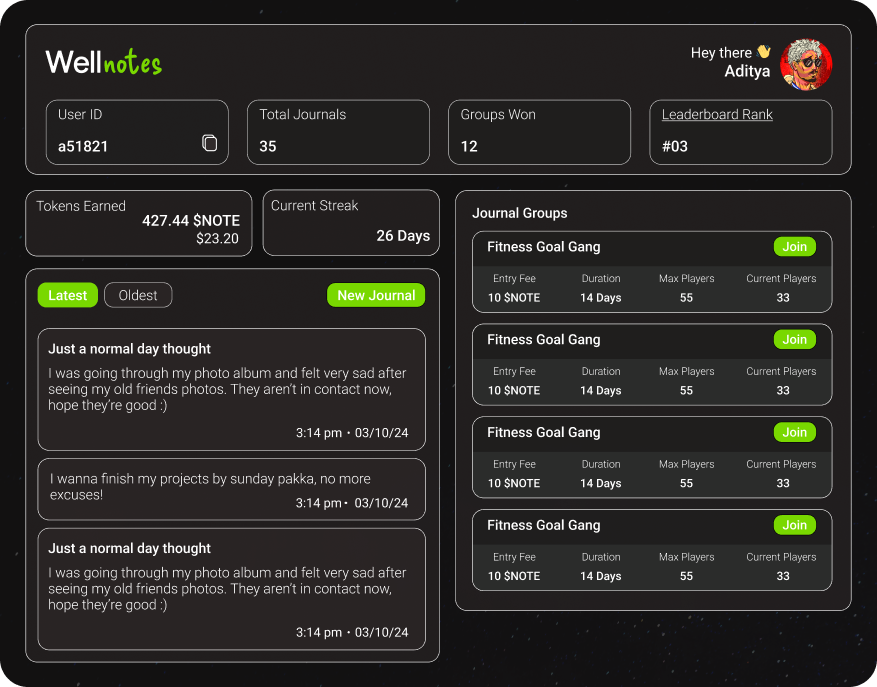 Wellnotes
Hey there 👋
Aditya
User ID
a51821
Total Journals
35
Groups Won
12
Leaderboard Rank
#03
Tokens Earned
427.44 $NOTE
$23.20
Current Streak
26 Days
Latest
Oldest
New Journal
Just a normal day thought
I was going through my photo album and felt very sad after
seeing my old friends photos. They aren’t in contact now,
hope they’re good :)
3:14 pm • 03/10/24
I wanna finish my projects by sunday pakka, no more
excuses!
3:14 pm • 03/10/24
Just a normal day thought
I was going through my photo album and felt very sad after
seeing my old friends photos. They aren’t in contact now,
hope they’re good :)
3:14 pm • 03/10/24
Journal Groups
Fitness Goal Gang Join
Entry Fee Duration Max Players Current Players
10 $NOTE 14 Days 55 33
Fitness Goal Gang Join
Entry Fee Duration Max Players Current Players
10 $NOTE 14 Days 55 33
Fitness Goal Gang Join
Entry Fee Duration Max Players Current Players
10 $NOTE 14 Days 55 33
Fitness Goal Gang Join
Entry Fee Duration Max Players Current Players
10 $NOTE 14 Days 55 33